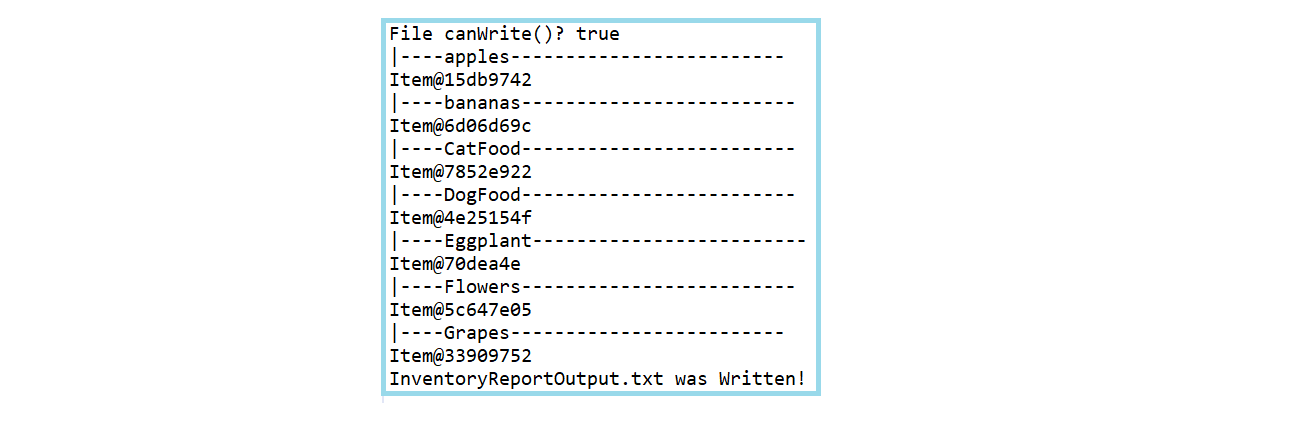 File canWrite()? true
|----apples-------------------------
Item@15db9742
|----bananas-------------------------
Item@6d06d69c
|----CatFood-------------------------
Item@7852e922
|----DogFood-------------------------
Item@4e25154f
|----Eggplant-------------------------
Item@70dea4e
|----Flowers-------------------------
Item@5c647e05
|----Grapes-------------------------
Item@33909752
InventoryReportOutput.txt was Written!